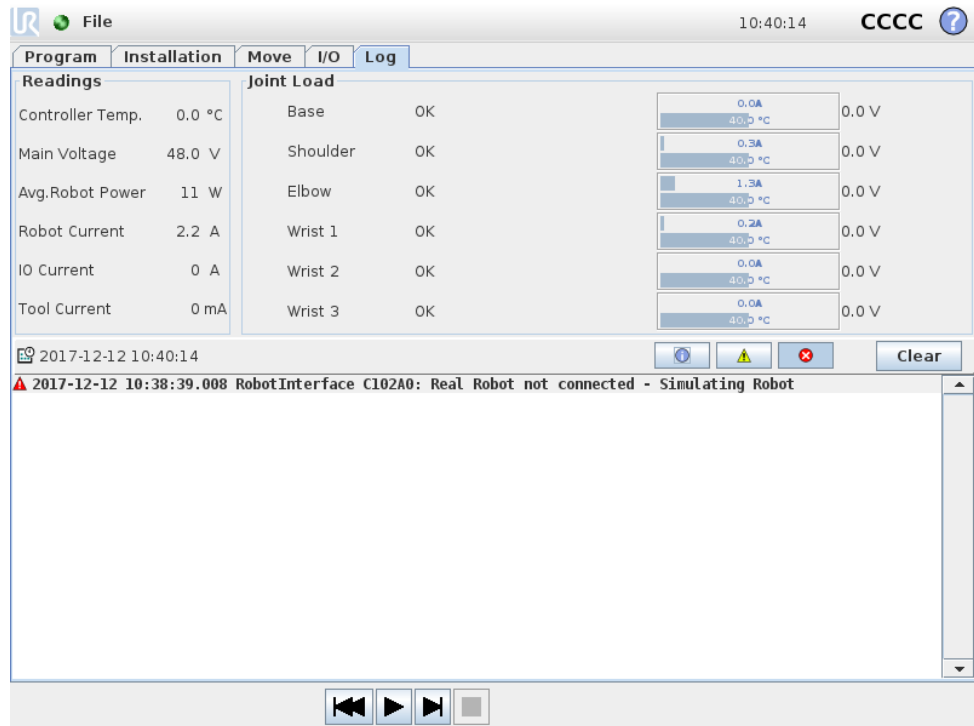 UR File 10:40:14 CCCC ?
Program Installation Move I/O Log
Readings
Controller Temp. 0.0 °C
Main Voltage 48.0 V
Avg.Robot Power 11 W
Robot Current 2.2 A
IO Current 0 A
Tool Current 0 mA
Joint Load
Base OK 0.0A 40.0 °C 0.0 V
Shoulder OK 0.3A 40.0 °C 0.0 V
Elbow OK 1.3A 40.0 °C 0.0 V
Wrist 1 OK 0.2A 40.0 °C 0.0 V
Wrist 2 OK 0.0A 40.0 °C 0.0 V
Wrist 3 OK 0.0A 40.0 °C 0.0 V
2017-12-12 10:40:14 Clear
2017-12-12 10:38:39.008 RobotInterface C102A0: Real Robot not connected - Simulating Robot